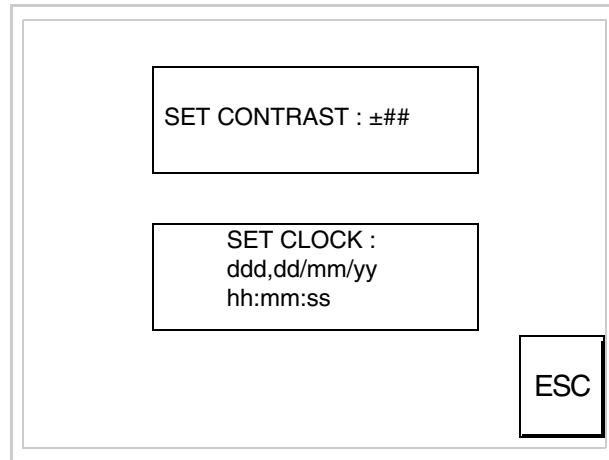 SET CONTRAST : ±##
SET CLOCK :
ddd,dd/mm/yy
hh:mm:ss
ESC